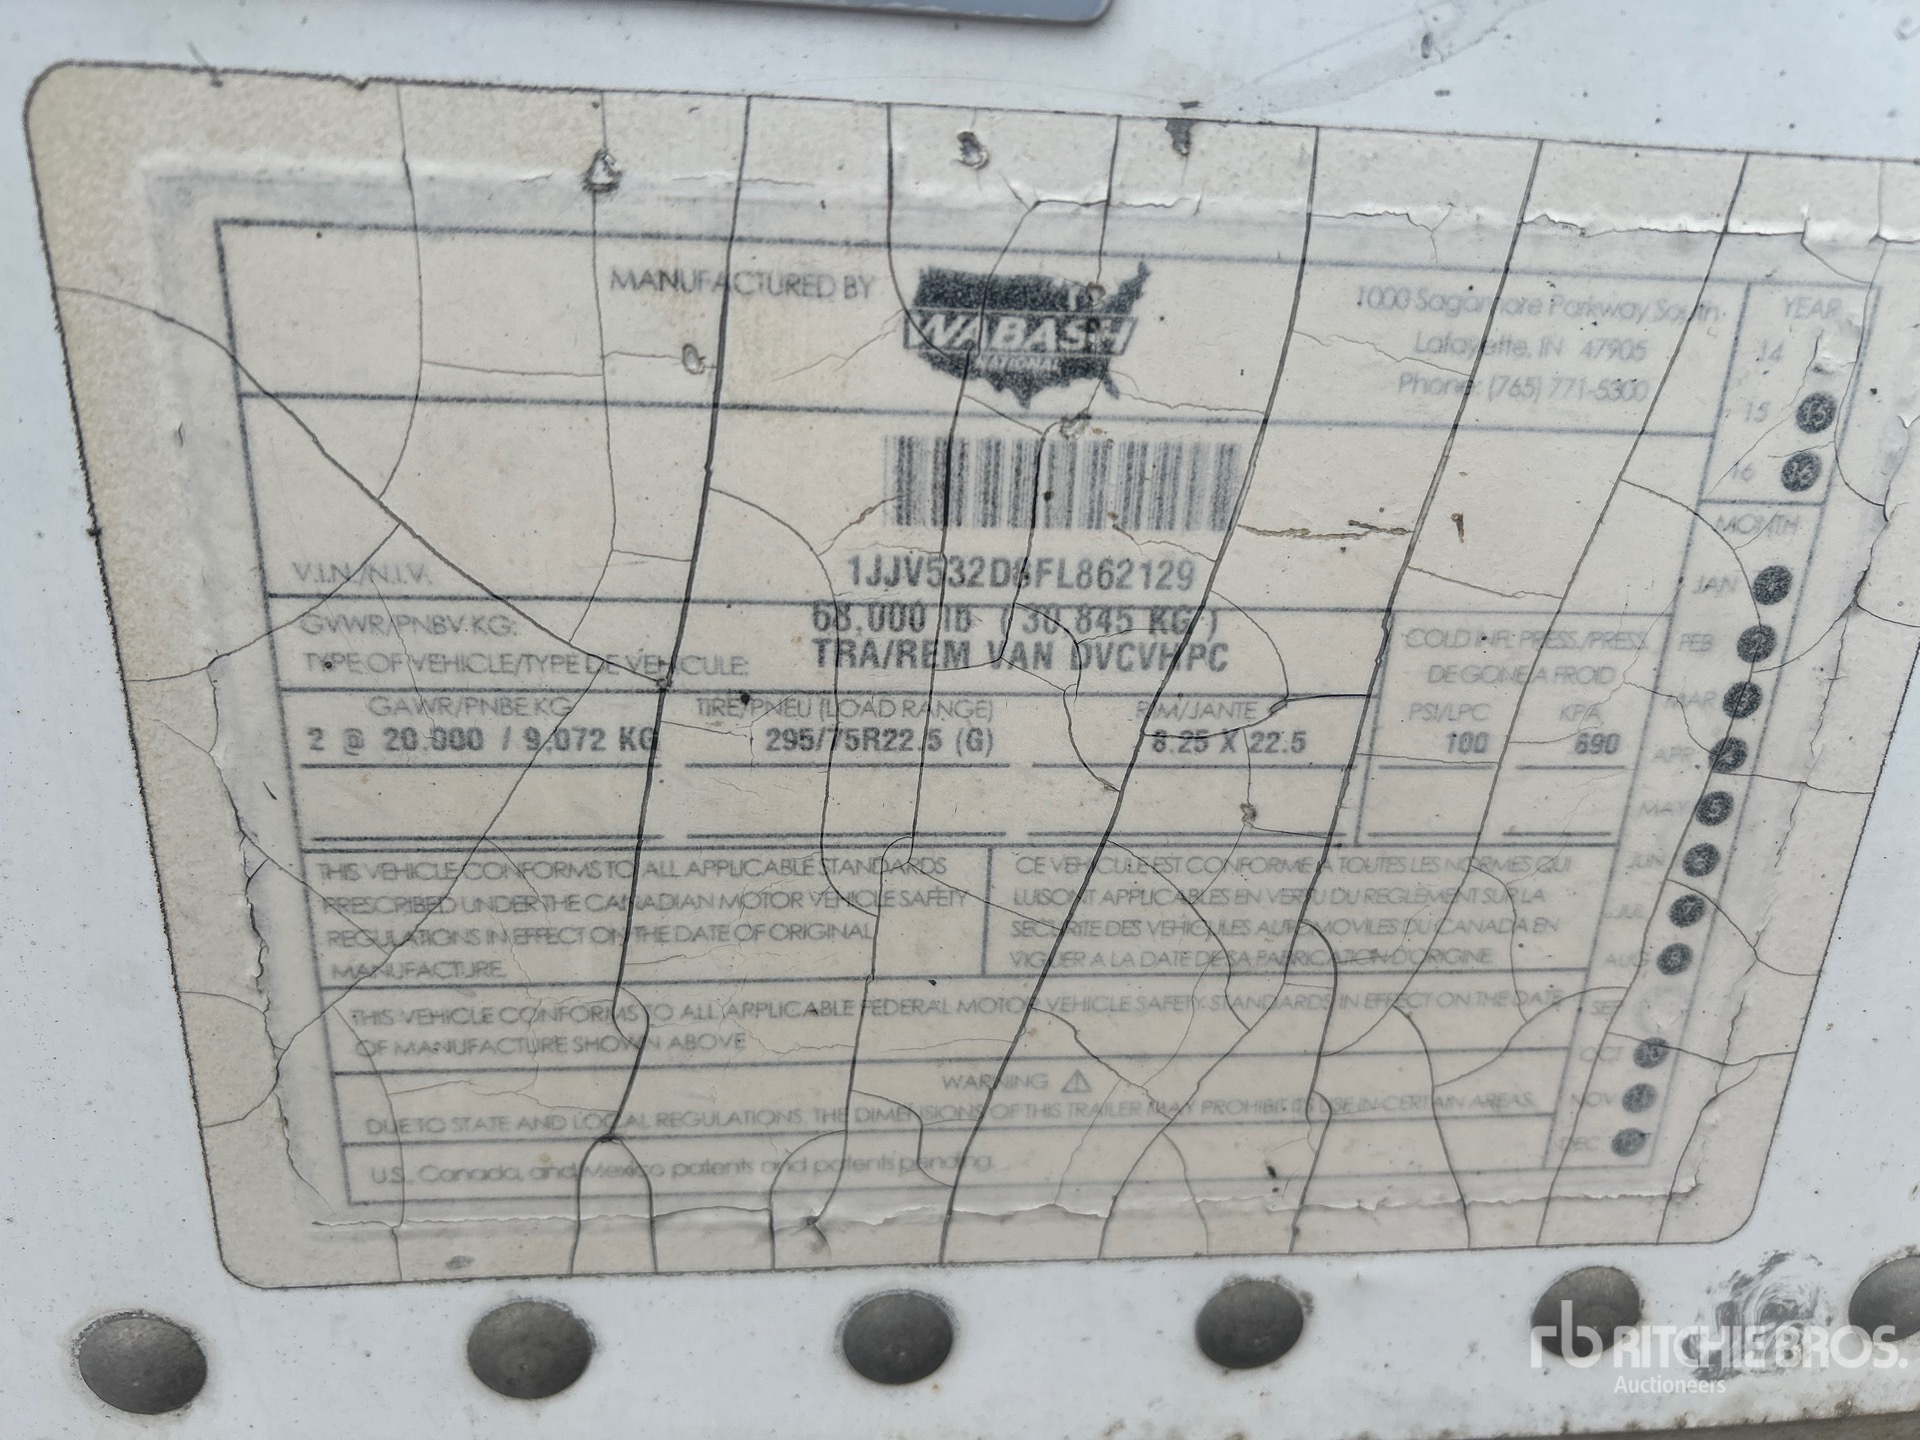 MANUFACTURED BY
WABASH
NATIONAL
1000 Sagamore Parkway South
Lafayette, IN 47905
Phone: (765) 771-5300
YEAR
14
15 15
16 16
MONTH
V.I.N./N.I.V.
1JJV532D6FL862129
GVWR/PNBV KG:
68,000 lb (30,845 KG)
TYPE OF VEHICLE/TYPE DE VEHICULE:
TRA/REM VAN DVCVHPC
COLD INFL. PRESS./PRESS.
DE GONF. A FROID
GAWR/PNBE KG
TIRE/PNEU (LOAD RANGE)
RIM/JANTE
PSI/LPC
KPA
2 @ 20,000 / 9,072 KG
295/75R22.5 (G)
8.25 X 22.5
100
690
JAN
FEB
MAR
APR
MAY
JUN
JUL
AUG
SEP
OCT
NOV
DEC
THIS VEHICLE CONFORMS TO ALL APPLICABLE STANDARDS
PRESCRIBED UNDER THE CANADIAN MOTOR VEHICLE SAFETY
REGULATIONS IN EFFECT ON THE DATE OF ORIGINAL
MANUFACTURE.
CE VEHICULE EST CONFORME A TOUTES LES NORMES QUI
LUI SONT APPLICABLES EN VERTU DU REGLEMENT SUR LA
SECURITE DES VEHICULES AUTOMOVILES DU CANADA EN
VIGUER A LA DATE DE SA FABRICATION D'ORIGINE
THIS VEHICLE CONFORMS TO ALL APPLICABLE FEDERAL MOTOR VEHICLE SAFETY STANDARDS IN EFFECT ON THE DATE
OF MANUFACTURE SHOWN ABOVE
WARNING
DUE TO STATE AND LOCAL REGULATIONS, THE DIMENSIONS OF THIS TRAILER MAY PROHIBIT ITS USE IN CERTAIN AREAS.
U.S., Canada, and Mexico patents and patents pending.
rb RITCHIE BROS.
Auctioneers